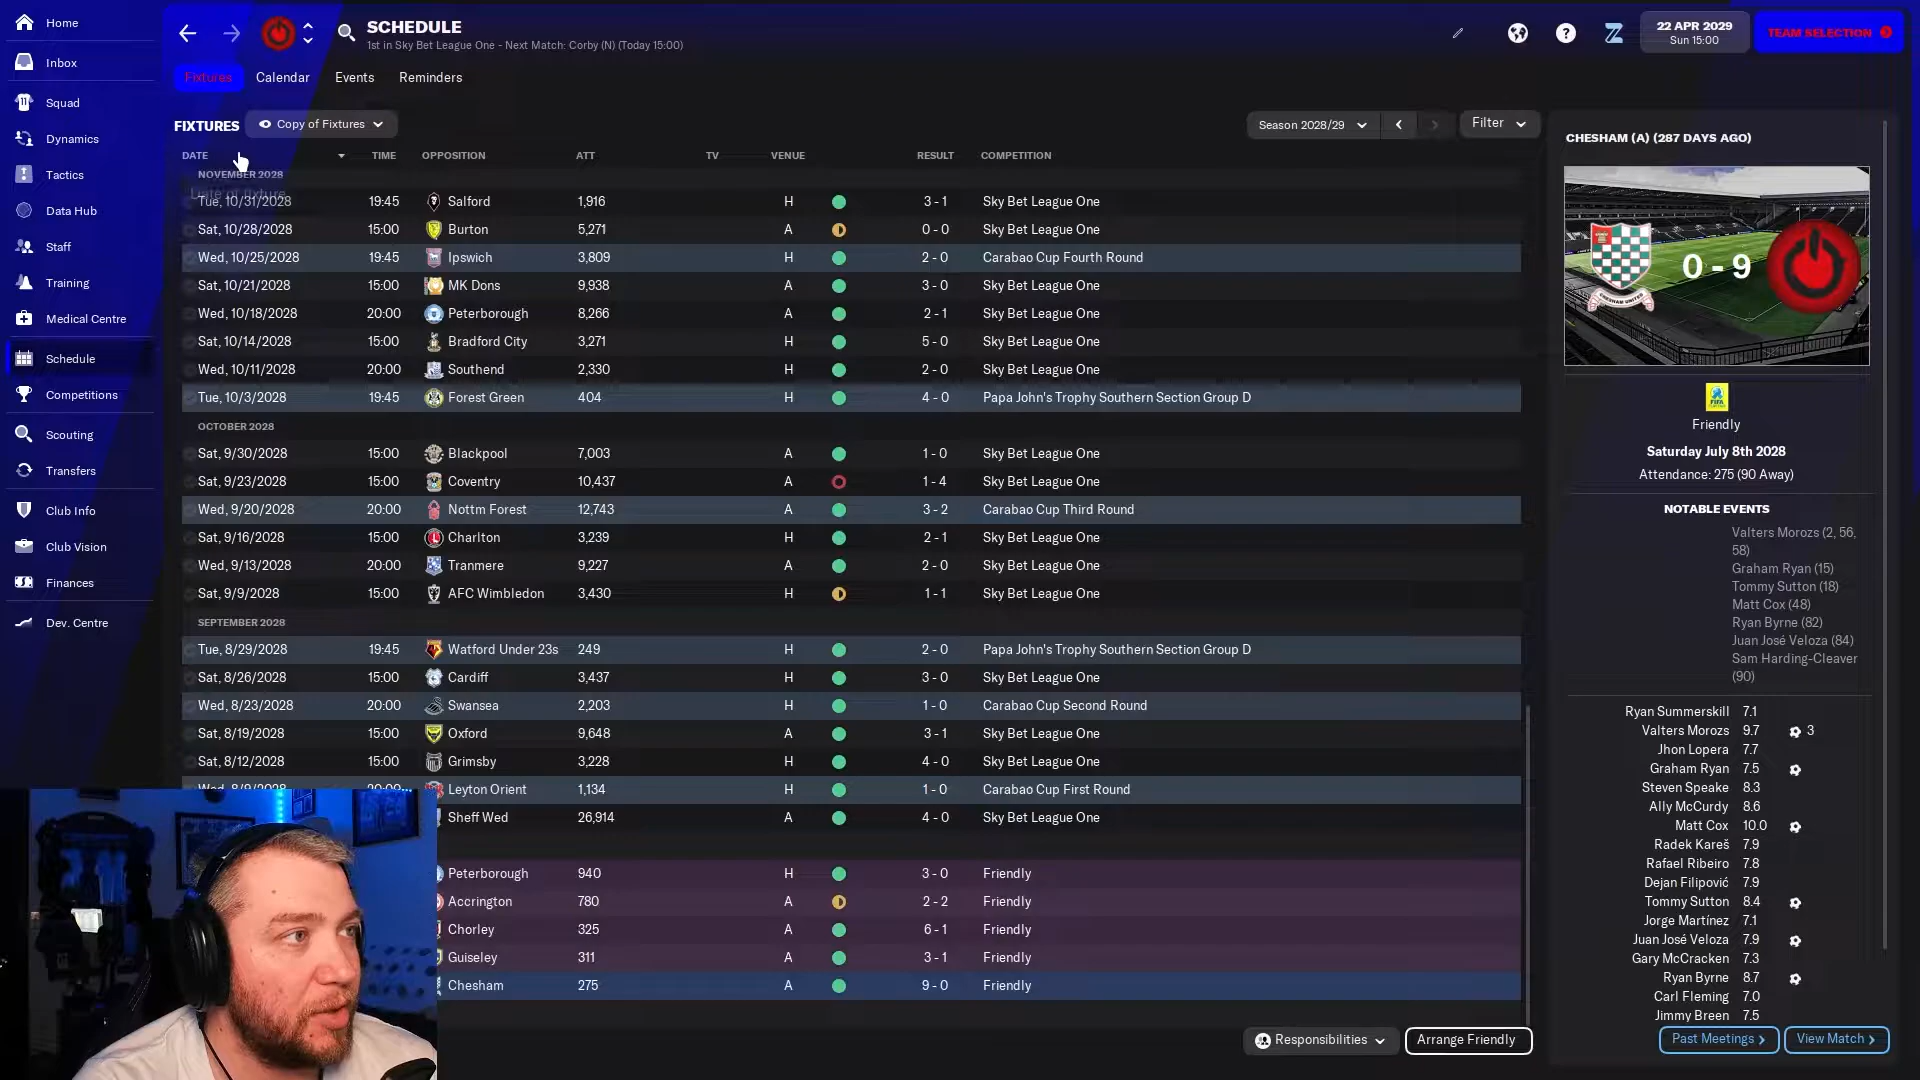 Home
Inbox
Squad
Dynamics
Tactics
Data Hub
Staff
Training
Medical Centre
Schedule
Competitions
Scouting
Transfers
Club Info
Club Vision
Finances
Dev. Centre
SCHEDULE
1st in Sky Bet League One - Next Match: Corby (N) (Today 15:00)
22 APR 2029
Sun 15:00
TEAM SELECTION
Fixtures Calendar Events Reminders
FIXTURES Copy of Fixtures Season 2028/29 Filter
DATE TIME OPPOSITION ATT TV VENUE RESULT COMPETITION
NOVEMBER 2028
Date of fixture
Tue, 10/31/2028 19:45 Salford 1,916 H 3 - 1 Sky Bet League One
Sat, 10/28/2028 15:00 Burton 5,271 A 0 - 0 Sky Bet League One
Wed, 10/25/2028 19:45 Ipswich 3,809 H 2 - 0 Carabao Cup Fourth Round
Sat, 10/21/2028 15:00 MK Dons 9,938 A 3 - 0 Sky Bet League One
Wed, 10/18/2028 20:00 Peterborough 8,266 A 2 - 1 Sky Bet League One
Sat, 10/14/2028 15:00 Bradford City 3,271 H 5 - 0 Sky Bet League One
Wed, 10/11/2028 20:00 Southend 2,330 H 2 - 0 Sky Bet League One
Tue, 10/3/2028 19:45 Forest Green 404 H 4 - 0 Papa John's Trophy Southern Section Group D
OCTOBER 2028
Sat, 9/30/2028 15:00 Blackpool 7,003 A 1 - 0 Sky Bet League One
Sat, 9/23/2028 15:00 Coventry 10,437 A 1 - 4 Sky Bet League One
Wed, 9/20/2028 20:00 Nottm Forest 12,743 A 3 - 2 Carabao Cup Third Round
Sat, 9/16/2028 15:00 Charlton 3,239 H 2 - 1 Sky Bet League One
Wed, 9/13/2028 20:00 Tranmere 9,227 A 2 - 0 Sky Bet League One
Sat, 9/9/2028 15:00 AFC Wimbledon 3,430 H 1 - 1 Sky Bet League One
SEPTEMBER 2028
Tue, 8/29/2028 19:45 Watford Under 23s 249 H 2 - 0 Papa John's Trophy Southern Section Group D
Sat, 8/26/2028 15:00 Cardiff 3,437 H 3 - 0 Sky Bet League One
Wed, 8/23/2028 20:00 Swansea 2,203 H 1 - 0 Carabao Cup Second Round
Sat, 8/19/2028 15:00 Oxford 9,648 A 3 - 1 Sky Bet League One
Sat, 8/12/2028 15:00 Grimsby 3,228 H 4 - 0 Sky Bet League One
Wed, 8/9/2028 20:00 Leyton Orient 1,134 H 1 - 0 Carabao Cup First Round
Sheff Wed 26,914 A 4 - 0 Sky Bet League One
Peterborough 940 H 3 - 0 Friendly
Accrington 780 A 2 - 2 Friendly
Chorley 325 A 6 - 1 Friendly
Guiseley 311 A 3 - 1 Friendly
Chesham 275 A 9 - 0 Friendly
Responsibilities Arrange Friendly
CHESHAM (A) (287 DAYS AGO)
CHESHAM UNITED
0 - 9
FIFA
Friendly
Saturday July 8th 2028
Attendance: 275 (90 Away)
NOTABLE EVENTS
Valters Morozs (2, 56,
58)
Graham Ryan (15)
Tommy Sutton (18)
Matt Cox (48)
Ryan Byrne (82)
Juan José Veloza (84)
Sam Harding-Cleaver
(90)
Ryan Summerskill 7.1
Valters Morozs 9.7 3
Jhon Lopera 7.7
Graham Ryan 7.5
Steven Speake 8.3
Ally McCurdy 8.6
Matt Cox 10.0
Radek Kareš 7.9
Rafael Ribeiro 7.8
Dejan Filipović 7.9
Tommy Sutton 8.4
Jorge Martínez 7.1
Juan José Veloza 7.9
Gary McCracken 7.3
Ryan Byrne 8.7
Carl Fleming 7.0
Jimmy Breen 7.5
Past Meetings View Match